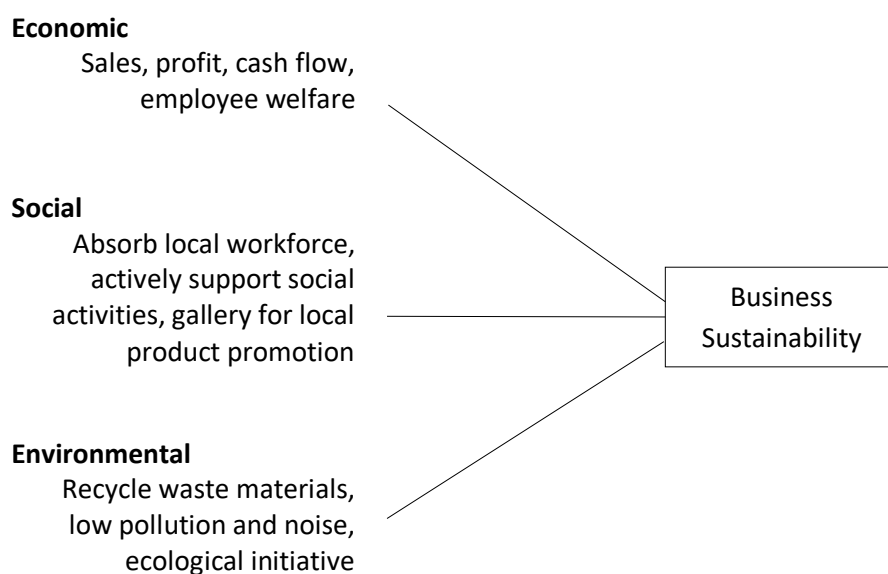 Economic
Sales, profit, cash flow,
employee welfare
Social
Absorb local workforce,
actively support social
activities, gallery for local
product promotion
Business
Sustainability
Environmental
Recycle waste materials,
low pollution and noise,
ecological initiative